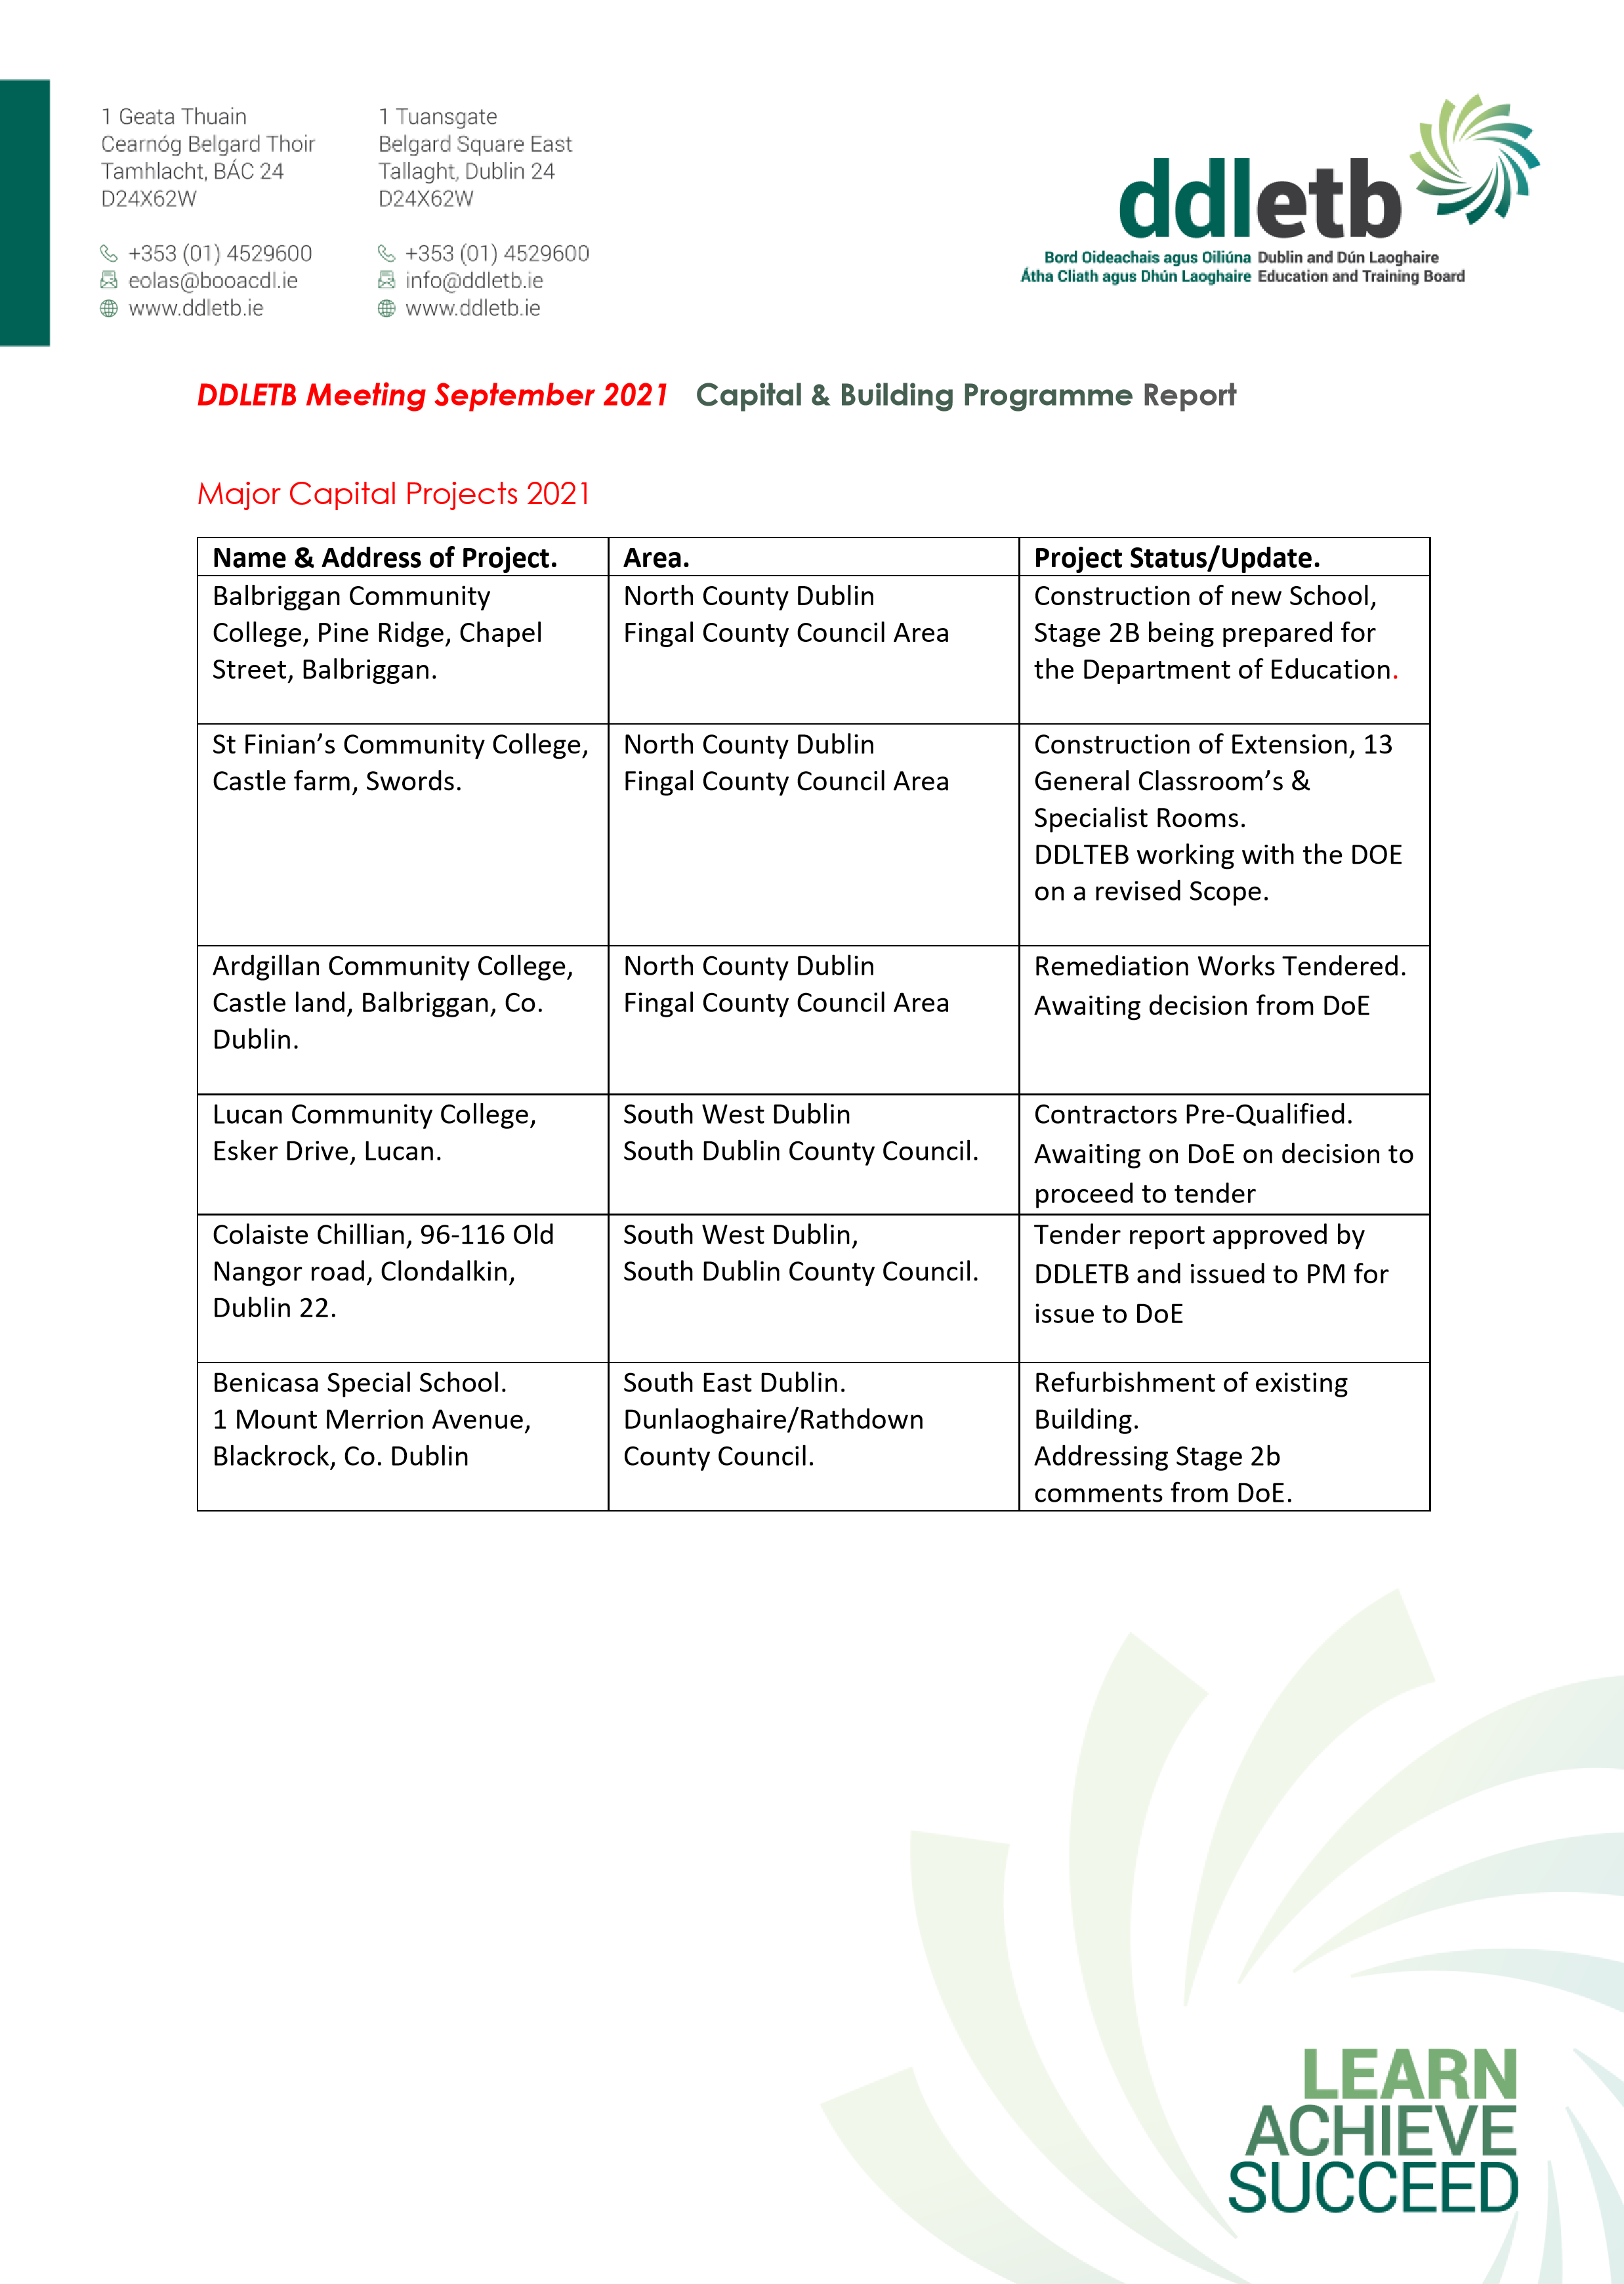 1 Geata Thuain
Cearnóg Belgard Thoir
Tamhlacht, BÁC 24
D24X62W
+353 (01) 4529600
eolas@booacdl.ie
www.ddletb.ie
1 Tuansgate
Belgard Square East
Tallaght, Dublin 24
D24X62W
+353 (01) 4529600
info@ddletb.ie
www.ddletb.ie
ddletb
Bord Oideachais agus Oiliúna Dublin and Dún Laoghaire
Átha Cliath agus Dhún Laoghaire Education and Training Board
DDLETB Meeting September 2021 Capital & Building Programme Report
Major Capital Projects 2021
Name & Address of Project.
Area.
Project Status/Update.
Balbriggan Community
College, Pine Ridge, Chapel
Street, Balbriggan.
North County Dublin
Fingal County Council Area
Construction of new School,
Stage 2B being prepared for
the Department of Education.
St Finian’s Community College,
Castle farm, Swords.
North County Dublin
Fingal County Council Area
Construction of Extension, 13
General Classroom’s &
Specialist Rooms.
DDLTEB working with the DOE
on a revised Scope.
Ardgillan Community College,
Castle land, Balbriggan, Co.
Dublin.
North County Dublin
Fingal County Council Area
Remediation Works Tendered.
Awaiting decision from DoE
Lucan Community College,
Esker Drive, Lucan.
South West Dublin
South Dublin County Council.
Contractors Pre-Qualified.
Awaiting on DoE on decision to
proceed to tender
Colaiste Chillian, 96-116 Old
Nangor road, Clondalkin,
Dublin 22.
South West Dublin,
South Dublin County Council.
Tender report approved by
DDLETB and issued to PM for
issue to DoE
Benicasa Special School.
1 Mount Merrion Avenue,
Blackrock, Co. Dublin
South East Dublin.
Dunlaoghaire/Rathdown
County Council.
Refurbishment of existing
Building.
Addressing Stage 2b
comments from DoE.
LEARN
ACHIEVE
SUCCEED